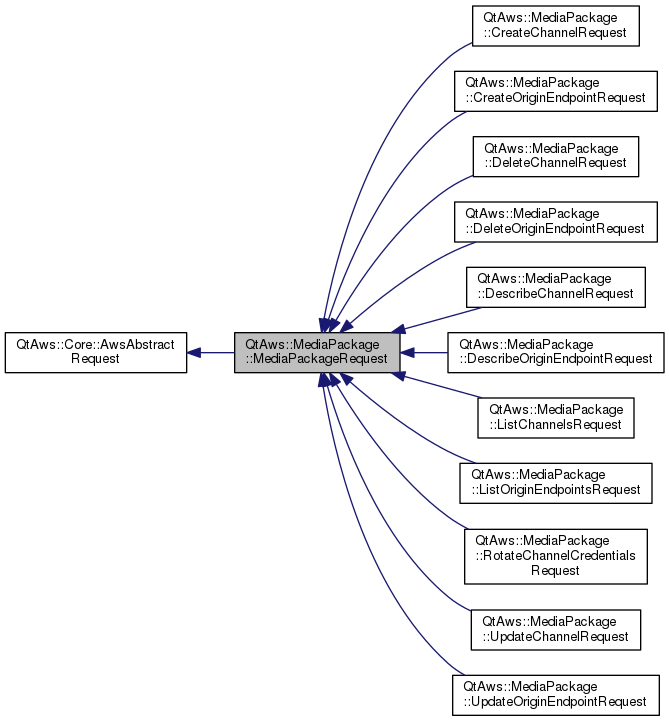 QtAws::MediaPackage
::CreateChannelRequest
QtAws::MediaPackage
::CreateOriginEndpointRequest
QtAws::MediaPackage
::DeleteChannelRequest
QtAws::MediaPackage
::DeleteOriginEndpointRequest
QtAws::MediaPackage
::DescribeChannelRequest
QtAws::Core::AwsAbstract
Request
QtAws::MediaPackage
::MediaPackageRequest
QtAws::MediaPackage
::DescribeOriginEndpointRequest
QtAws::MediaPackage
::ListChannelsRequest
QtAws::MediaPackage
::ListOriginEndpointsRequest
QtAws::MediaPackage
::RotateChannelCredentials
Request
QtAws::MediaPackage
::UpdateChannelRequest
QtAws::MediaPackage
::UpdateOriginEndpointRequest